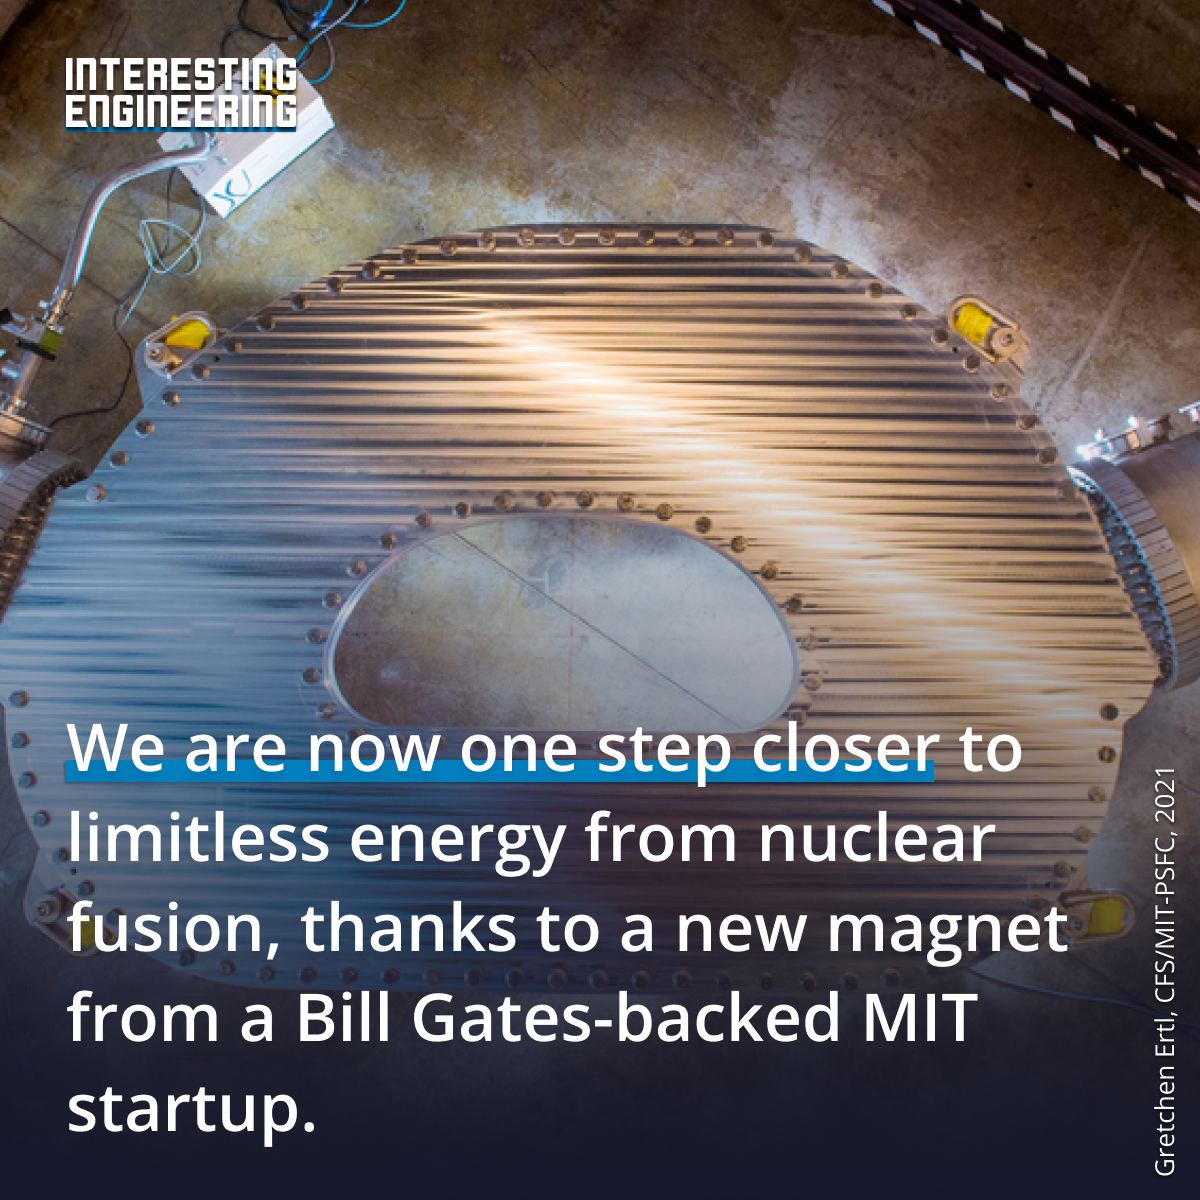 INTERESTING
ENGINEERING
We are now one step closer to
limitless energy from nuclear
fusion, thanks to a new magnet
from a Bill Gates-backed MIT
startup.
Gretchen Ertl, CFS/MIT-PSFC, 2021